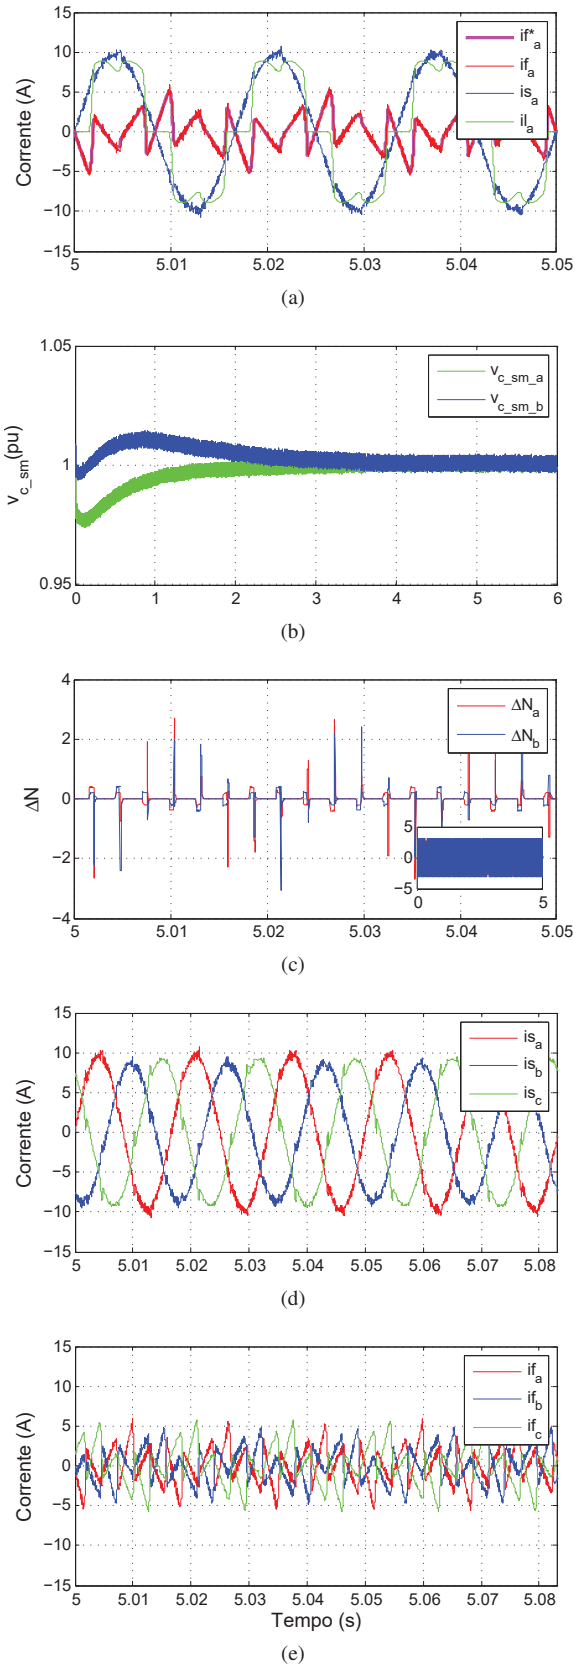 15
10
5
0
−5
−10
−15
Corrente (A)
if*a
ifa
isa
ila
5
5.01
5.02
5.03
5.04
5.05
(a)
1.05
1
0.95
vc_sm(pu)
vc_sm_a
vc_sm_b
0
1
2
3
4
5
6
(b)
4
2
0
−2
−4
ΔN
ΔNa
ΔNb
5
0
−5
0
5
5
5.01
5.02
5.03
5.04
5.05
(c)
15
10
5
0
−5
−10
−15
Corrente (A)
isa
isb
isc
5
5.01
5.02
5.03
5.04
5.05
5.06
5.07
5.08
(d)
15
10
5
0
−5
−10
−15
Corrente (A)
ifa
ifb
ifc
5
5.01
5.02
5.03
5.04
5.05
5.06
5.07
5.08
Tempo (s)
(e)